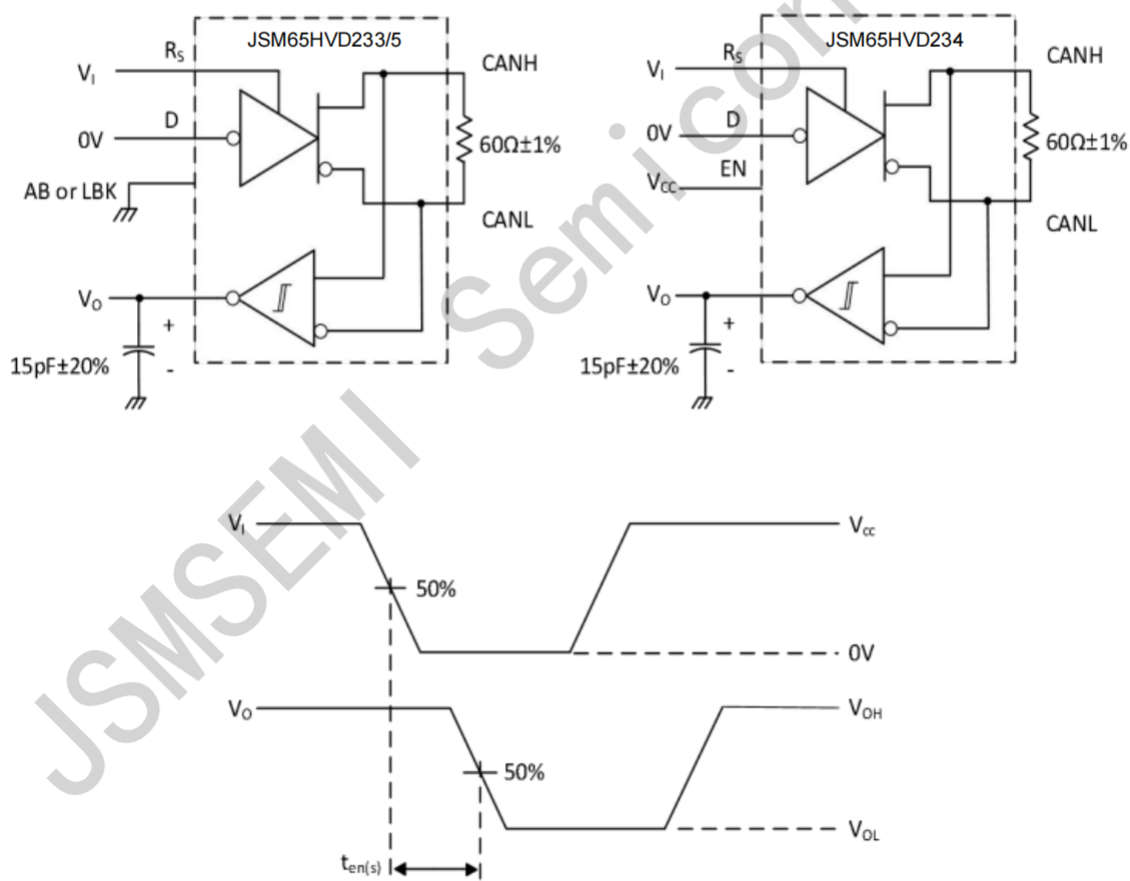 JSM65HVD233/5
RS
VI
CANH
D
0V
60Ω±1%
AB or LBK
CANL
VO
+
15pF±20%
-
JSM65HVD234
RS
VI
CANH
D
0V
60Ω±1%
EN
VCC
CANL
VO
+
15pF±20%
-
JSMSEMI Semicon
VI
Vcc
50%
0V
VO
VOH
50%
VOL
ten(s)